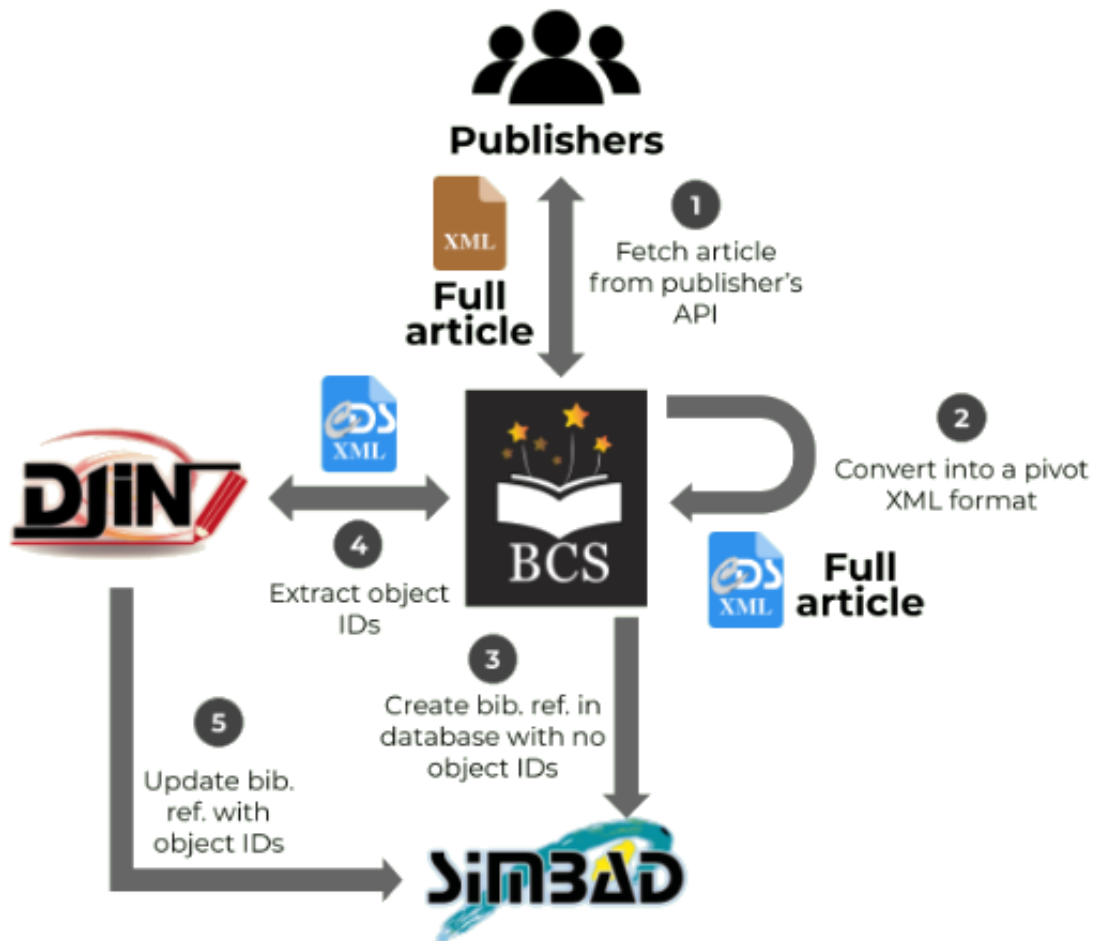 Publishers
XML
Full
article
1
Fetch article
from publisher's
API
CDS
XML
DJIN
BCS
2
Convert into a pivot
XML format
CDS
XML
Full
article
4
Extract object
IDs
3
Create bib. ref. in
database with no
object IDs
5
Update bib.
ref. with
object IDs
SiMBAD